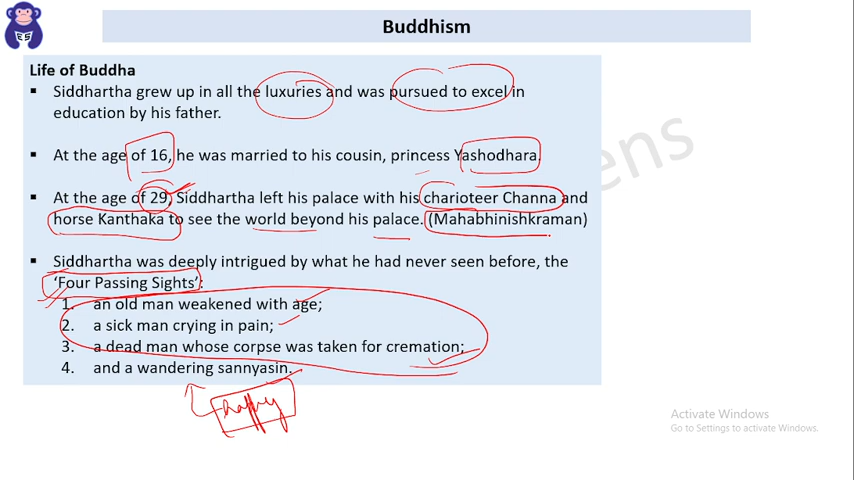 Buddhism
Life of Buddha
▪ Siddhartha grew up in all the luxuries and was pursued to excel in
education by his father.
▪ At the age of 16, he was married to his cousin, princess Yashodhara.
▪ At the age of 29, Siddhartha left his palace with his charioteer Channa and
horse Kanthaka to see the world beyond his palace. (Mahabhinishkraman)
▪ Siddhartha was deeply intrigued by what he had never seen before, the
‘Four Passing Sights’:
1. an old man weakened with age;
2. a sick man crying in pain;
3. a dead man whose corpse was taken for cremation;
4. and a wandering sannyasin.
happy
Activate Windows
Go to Settings to activate Windows.